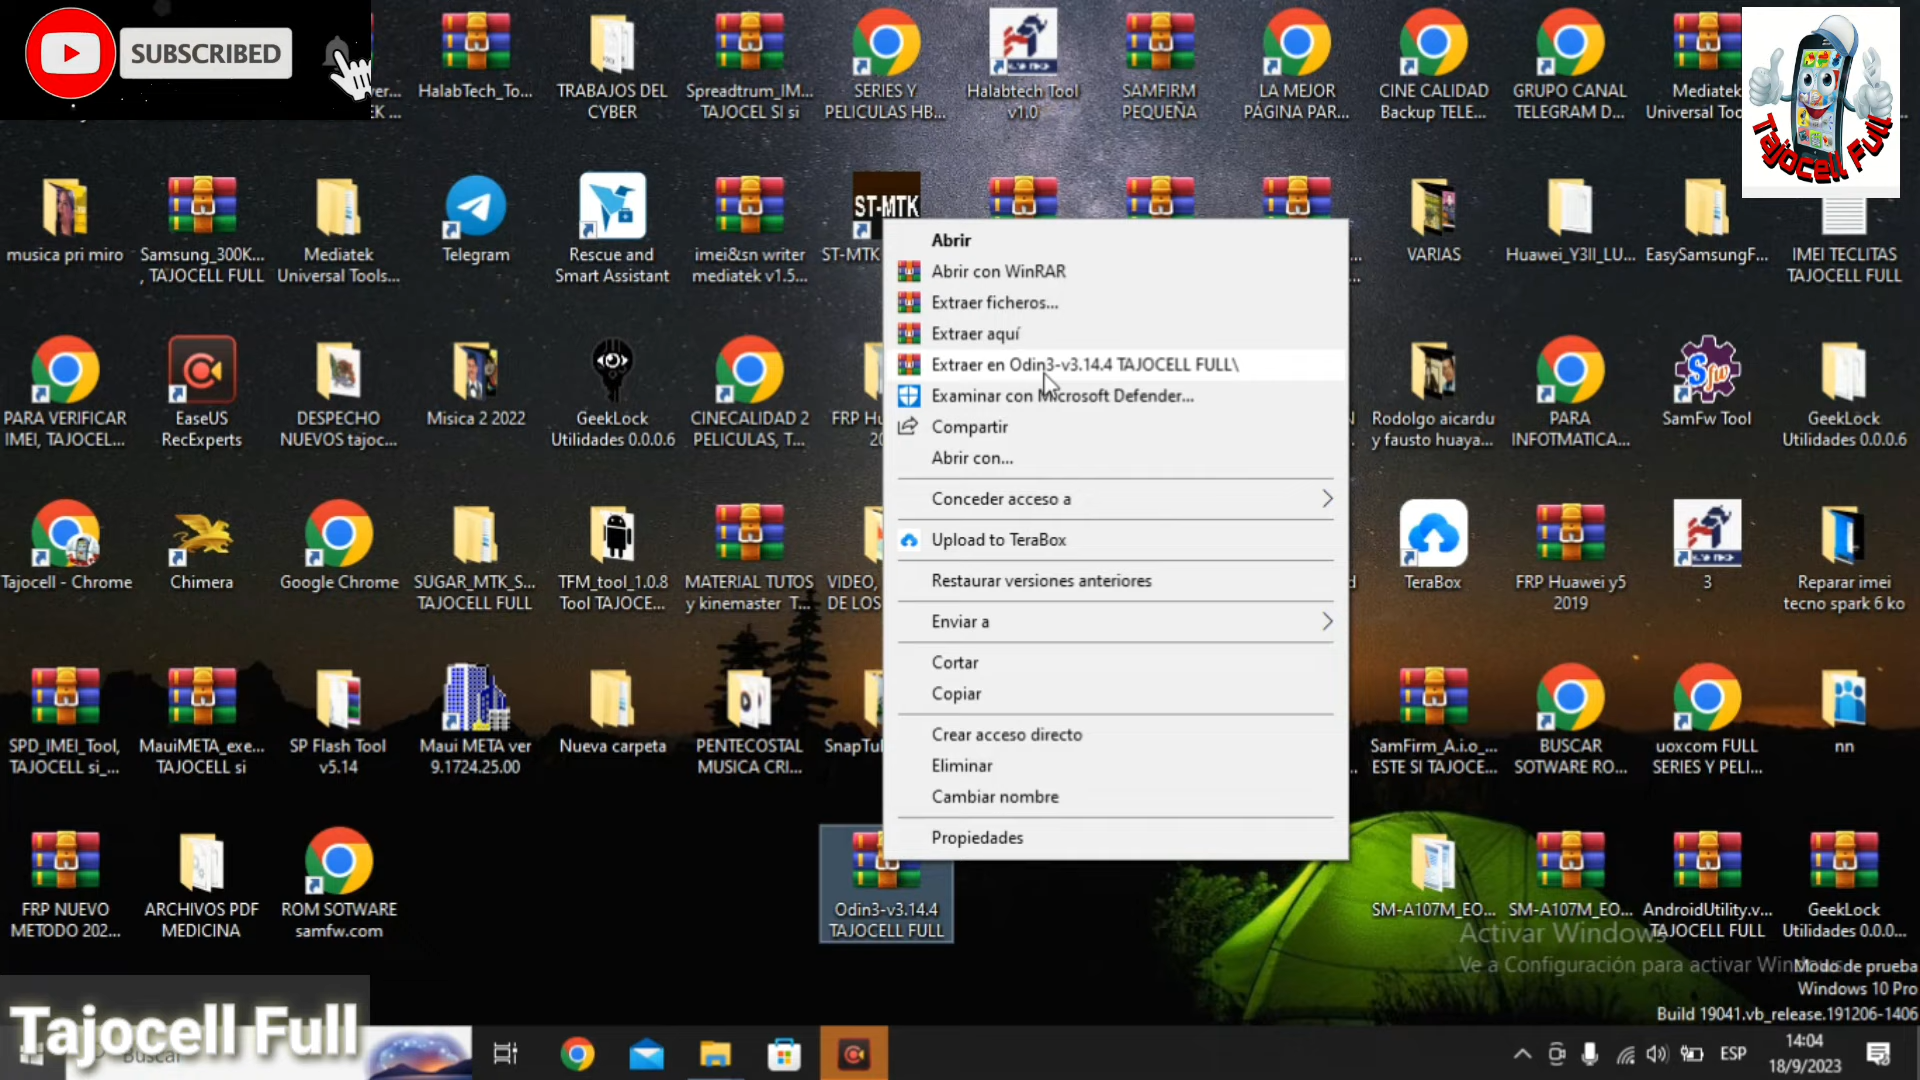 SUBSCRIBED
HalabTech_To...
TRABAJOS DEL
CYBER
Spreadtrum_IM...
TAJOCEL SI si
SERIES Y
PELICULAS HB...
Halabtech Tool
v1.0
SAMFIRM
PEQUEÑA
LA MEJOR
PÁGINA PAR...
CINE CALIDAD
Backup TELE...
GRUPO CANAL
TELEGRAM D...
Mediatek
Universal Tool
Tajocell Full
musica pri miro
Samsung_300K...
, TAJOCELL FULL
Mediatek
Universal Tools...
Telegram
Rescue and
Smart Assistant
imei&sn writer
mediatek v1.5...
ST-MTK
ST-MTK
VARIAS
Huawei_Y3II_LU...
EasySamsungF...
IMEI TECLITAS
TAJOCELL FULL
Abrir
Abrir con WinRAR
Extraer ficheros...
Extraer aquí
Extraer en Odin3-v3.14.4 TAJOCELL FULL\
Examinar con Microsoft Defender...
Compartir
Abrir con...
Conceder acceso a
Upload to TeraBox
Restaurar versiones anteriores
Enviar a
Cortar
Copiar
Crear acceso directo
Eliminar
Cambiar nombre
Propiedades
PARA VERIFICAR
IMEI, TAJOCEL...
EaseUS
RecExperts
DESPECHO
NUEVOS tajoc...
Misica 2 2022
GeekLock
Utilidades 0.0.0.6
CINECALIDAD 2
PELICULAS, T...
FRP Hu
Rodolgo aicardu
y fausto huaya...
PARA
INFOTMATICA...
SamFw Tool
GeekLock
Utilidades 0.0.0.6
Tajocell - Chrome
Chimera
Google Chrome
SUGAR_MTK_S...
TAJOCELL FULL
TFM_tool_1.0.8
Tool TAJOCE...
MATERIAL TUTOS
y kinemaster T...
VIDEO,
DE LOS
TeraBox
FRP Huawei y5
2019
3
Reparar imei
tecno spark 6 ko
SPD_IMEI_Tool,
TAJOCELL si_...
MauiMETA_exe...
TAJOCELL si
SP Flash Tool
v5.14
Maui META ver
9.1724.25.00
Nueva carpeta
PENTECOSTAL
MUSICA CRI...
SnapTu
SamFirm_A.i.o_...
ESTE SI TAJOCE...
BUSCAR
SOTWARE RO...
uoxcom FULL
SERIES Y PELI...
nn
FRP NUEVO
METODO 202...
ARCHIVOS PDF
MEDICINA
ROM SOTWARE
samfw.com
Odin3-v3.14.4
TAJOCELL FULL
SM-A107M_EO...
SM-A107M_EO...
AndroidUtility.v...
TAJOCELL FULL
GeekLock
Utilidades 0.0.0...
Activar Windows
Ve a Configuración para activar Win
Modo de prueba
Windows 10 Pro
Build 19041.vb_release.191206-1406
Tajocell Full
Buscar
ESP
14:04
18/9/2023